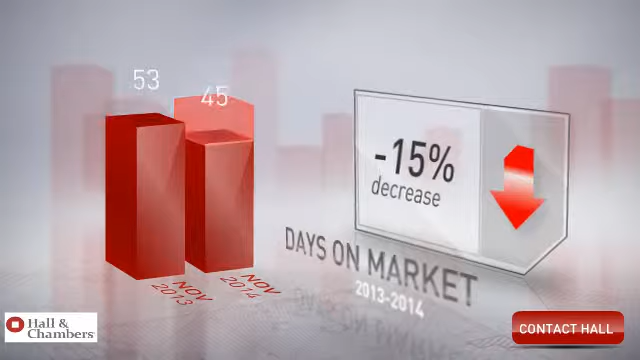 53
45
-15%
decrease
DAYS ON MARKET
2013-2014
NOV
2013
NOV
2014
Hall &
Chambers
CONTACT HALL